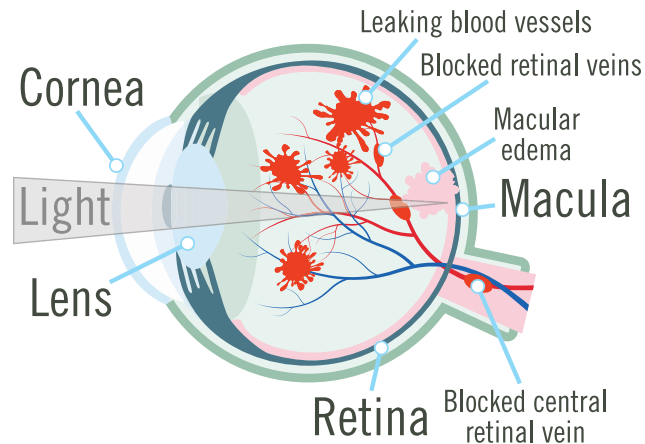 Leaking blood vessels
Blocked retinal veins
Cornea
Macular
edema
Macula
Light
Lens
Retina
Blocked central
retinal vein